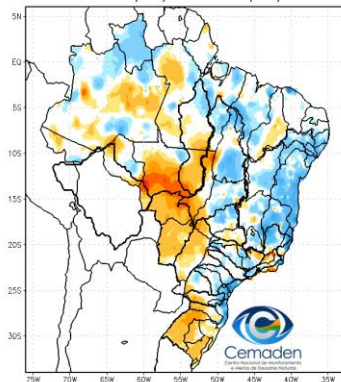 5N
EQ
5S
10S
15S
20S
25S
30S
75W 70W 65W 60W 55W 50W 45W 40W 35W
Cemaden
Centro Nacional de Monitoramento
e Alertas de Desastres Naturais